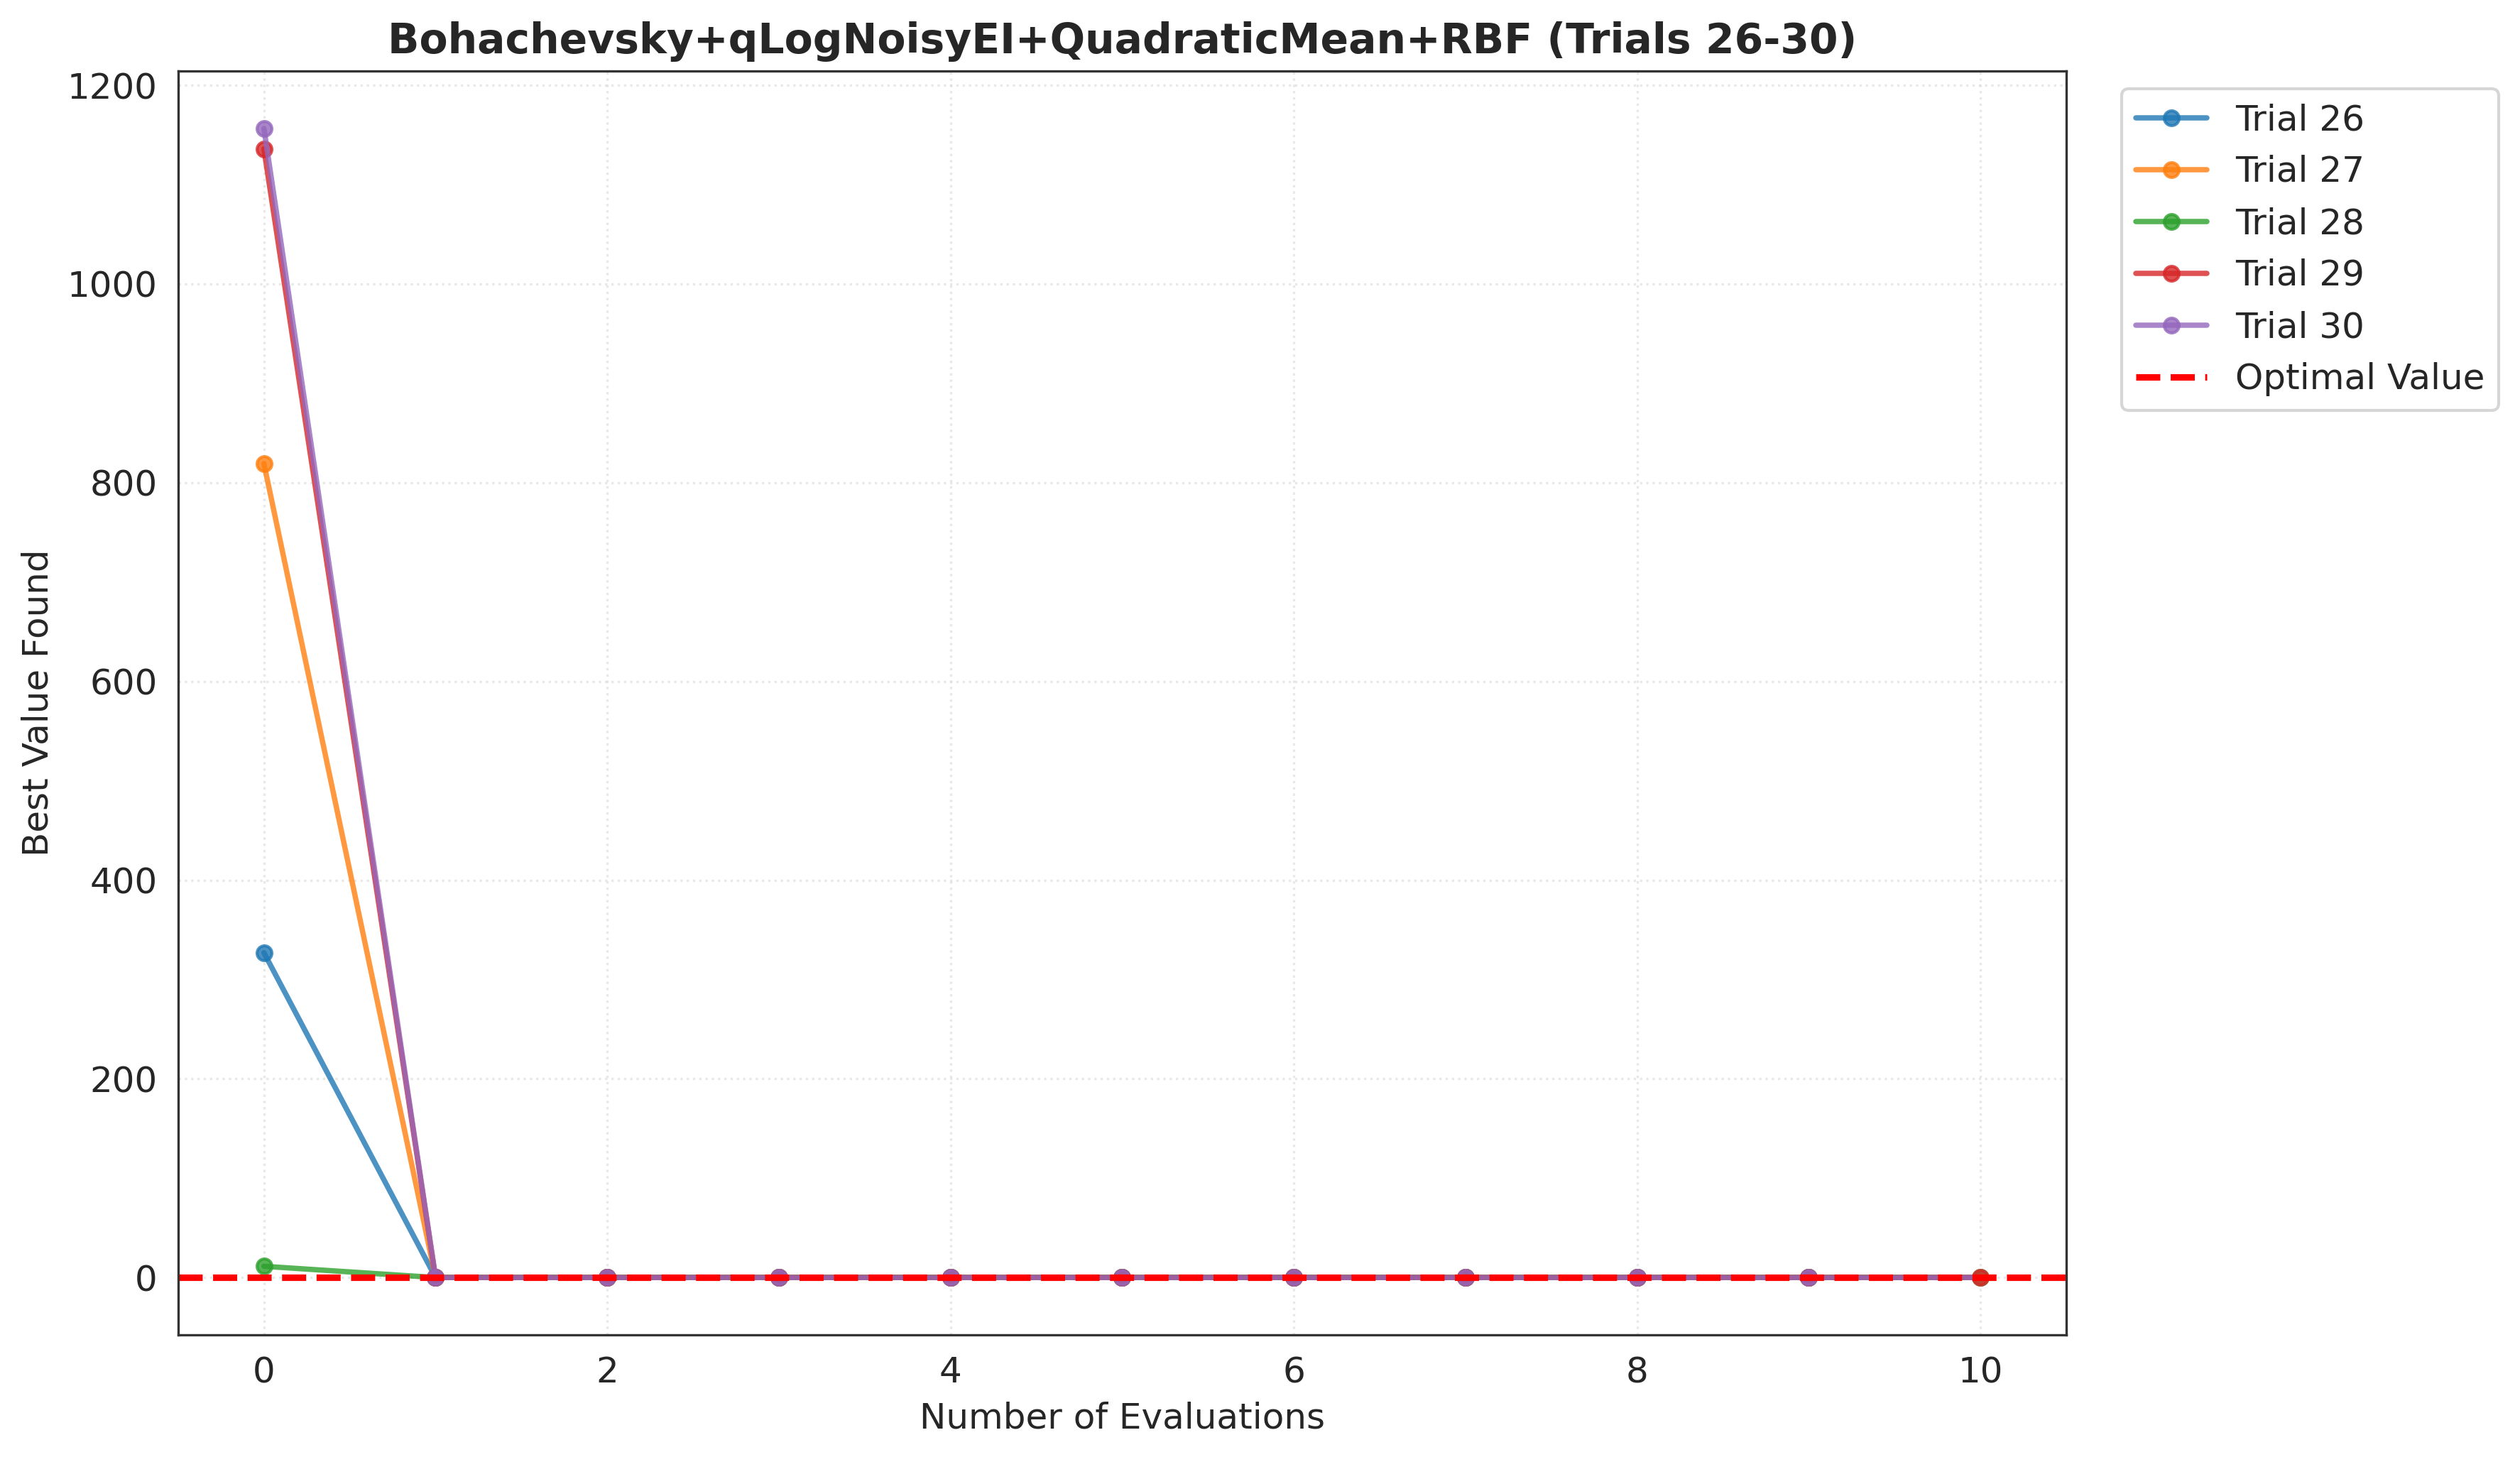 Bohachevsky+qLogNoisyEI+QuadraticMean+RBF (Trials 26-30)
1200
1000
800
600
400
200
0
Best Value Found
0 2 4 6 8 10
Number of Evaluations
Trial 26
Trial 27
Trial 28
Trial 29
Trial 30
Optimal Value